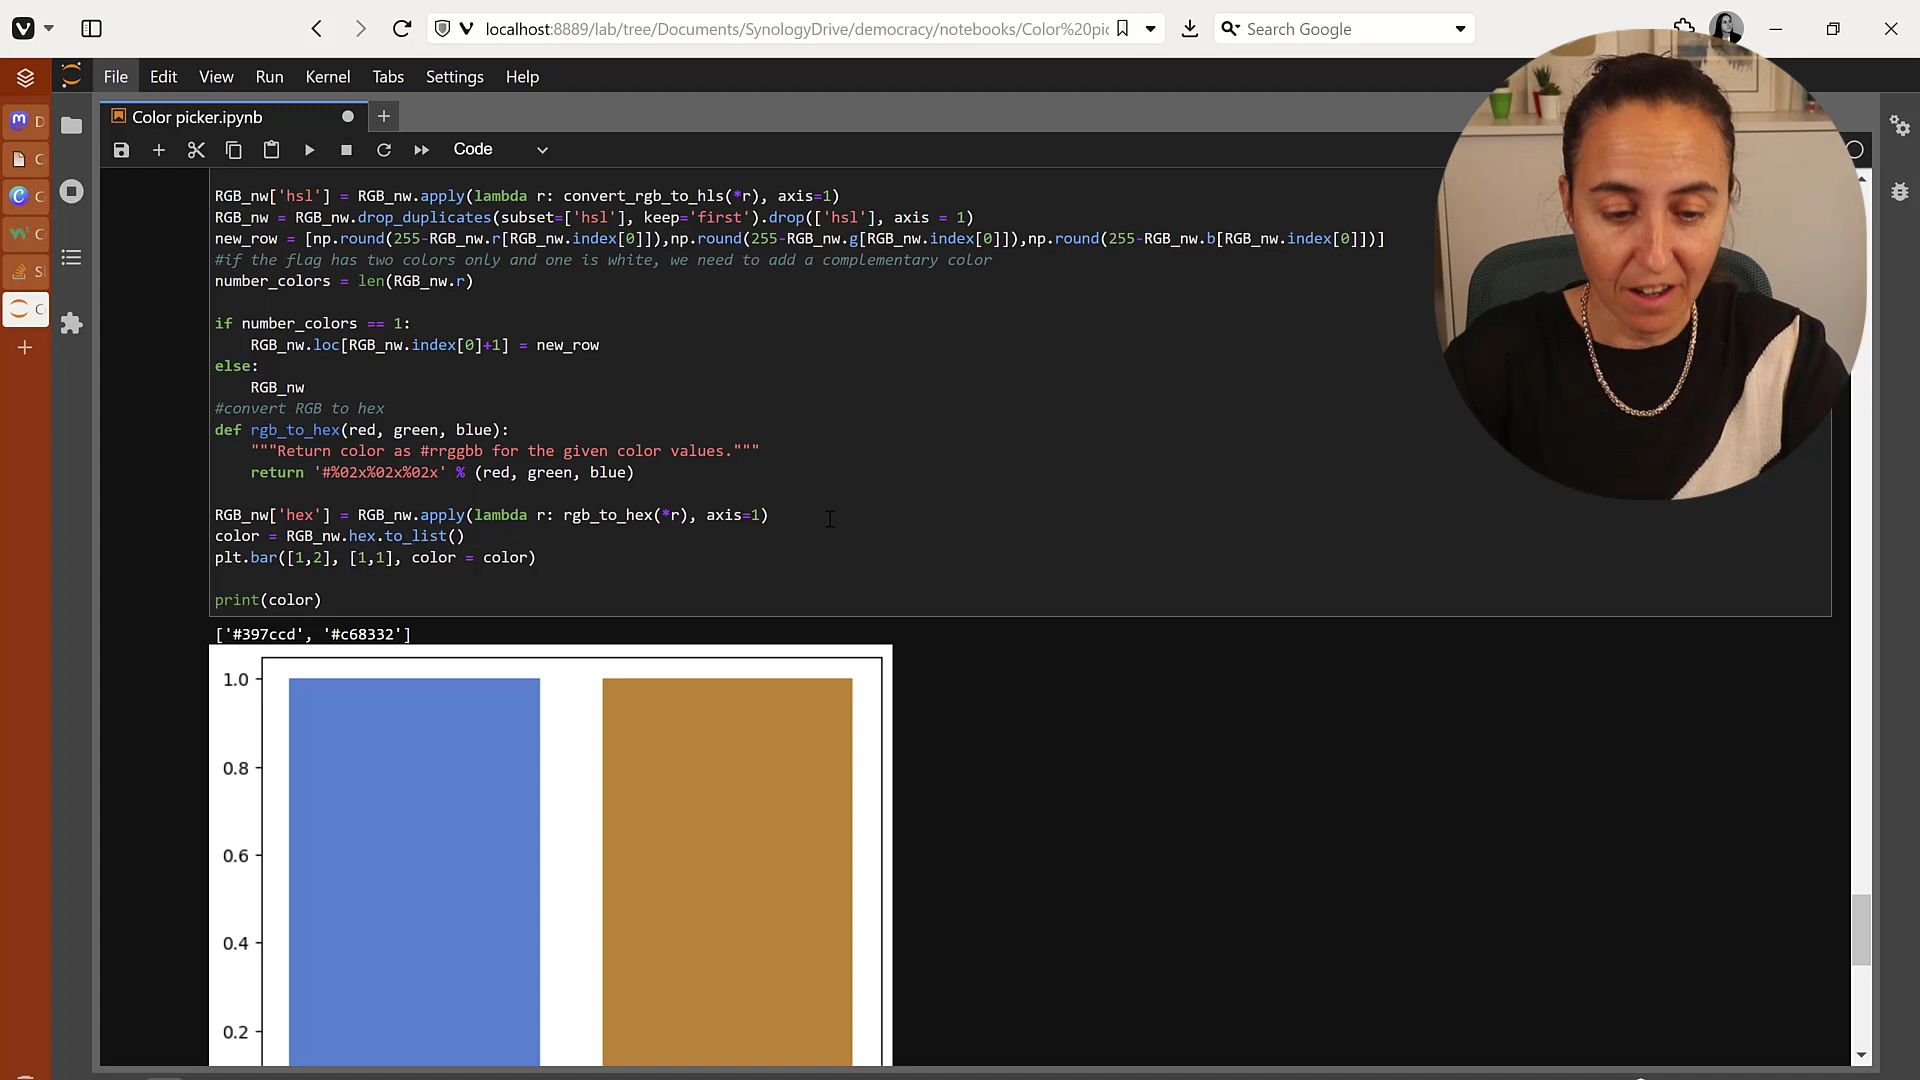 localhost:8889/lab/tree/Documents/SynologyDrive/democracy/notebooks/Color%20pic
Search Google
File Edit View Run Kernel Tabs Settings Help
D
Color picker.ipynb
C
Code
C
RGB_nw['hsl'] = RGB_nw.apply(lambda r: convert_rgb_to_hls(*r), axis=1)
RGB_nw = RGB_nw.drop_duplicates(subset=['hsl'], keep='first').drop(['hsl'], axis = 1)
C
new_row = [np.round(255-RGB_nw.r[RGB_nw.index[0]]),np.round(255-RGB_nw.g[RGB_nw.index[0]]),np.round(255-RGB_nw.b[RGB_nw.index[0]])]
#if the flag has two colors only and one is white, we need to add a complementary color
S
number_colors = len(RGB_nw.r)
C
if number_colors == 1:
RGB_nw.loc[RGB_nw.index[0]+1] = new_row
else:
RGB_nw
#convert RGB to hex
def rgb_to_hex(red, green, blue):
"""Return color as #rrggbb for the given color values."""
return '#%02x%02x%02x' % (red, green, blue)
RGB_nw['hex'] = RGB_nw.apply(lambda r: rgb_to_hex(*r), axis=1)
color = RGB_nw.hex.to_list()
plt.bar([1,2], [1,1], color = color)
print(color)
['#397ccd', '#c68332']
1.0
0.8
0.6
0.4
0.2